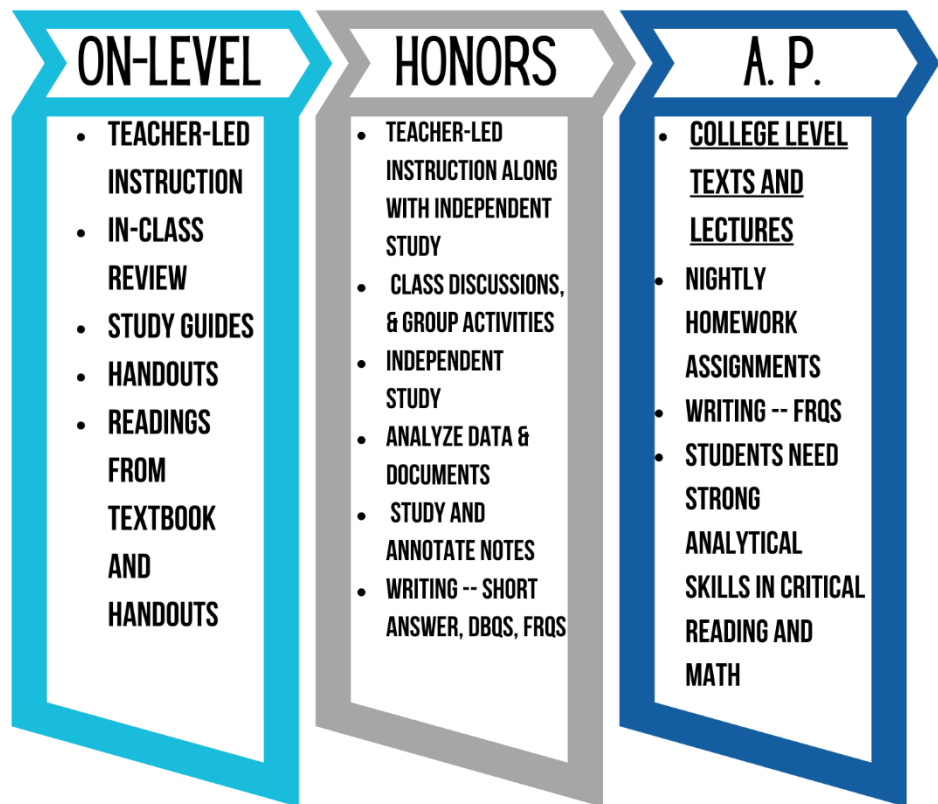 ON-LEVEL
• TEACHER-LED
INSTRUCTION
• IN-CLASS
REVIEW
• STUDY GUIDES
• HANDOUTS
• READINGS
FROM
TEXTBOOK
AND
HANDOUTS
HONORS
• TEACHER-LED
INSTRUCTION ALONG
WITH INDEPENDENT
STUDY
• CLASS DISCUSSIONS,
& GROUP ACTIVITIES
• INDEPENDENT
STUDY
• ANALYZE DATA &
DOCUMENTS
• STUDY AND
ANNOTATE NOTES
• WRITING -- SHORT
ANSWER, DBQS, FRQS
A. P.
• COLLEGE LEVEL
TEXTS AND
LECTURES
• NIGHTLY
HOMEWORK
ASSIGNMENTS
• WRITING -- FRQS
• STUDENTS NEED
STRONG
ANALYTICAL
SKILLS IN CRITICAL
READING AND
MATH